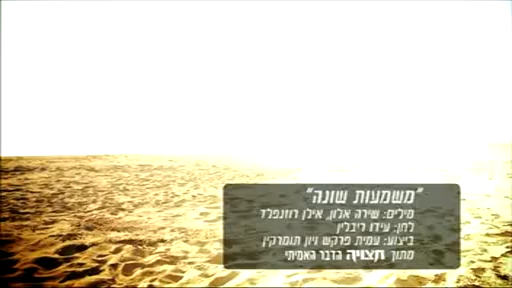 "משמעות שונה"
מילים: שירה אלון, אילן רוזנפלד
לחן: עידו ריבלין
ביצוע: עמית פרקש ויון תומרקין
מתוך תצויה הדבר האמיתי